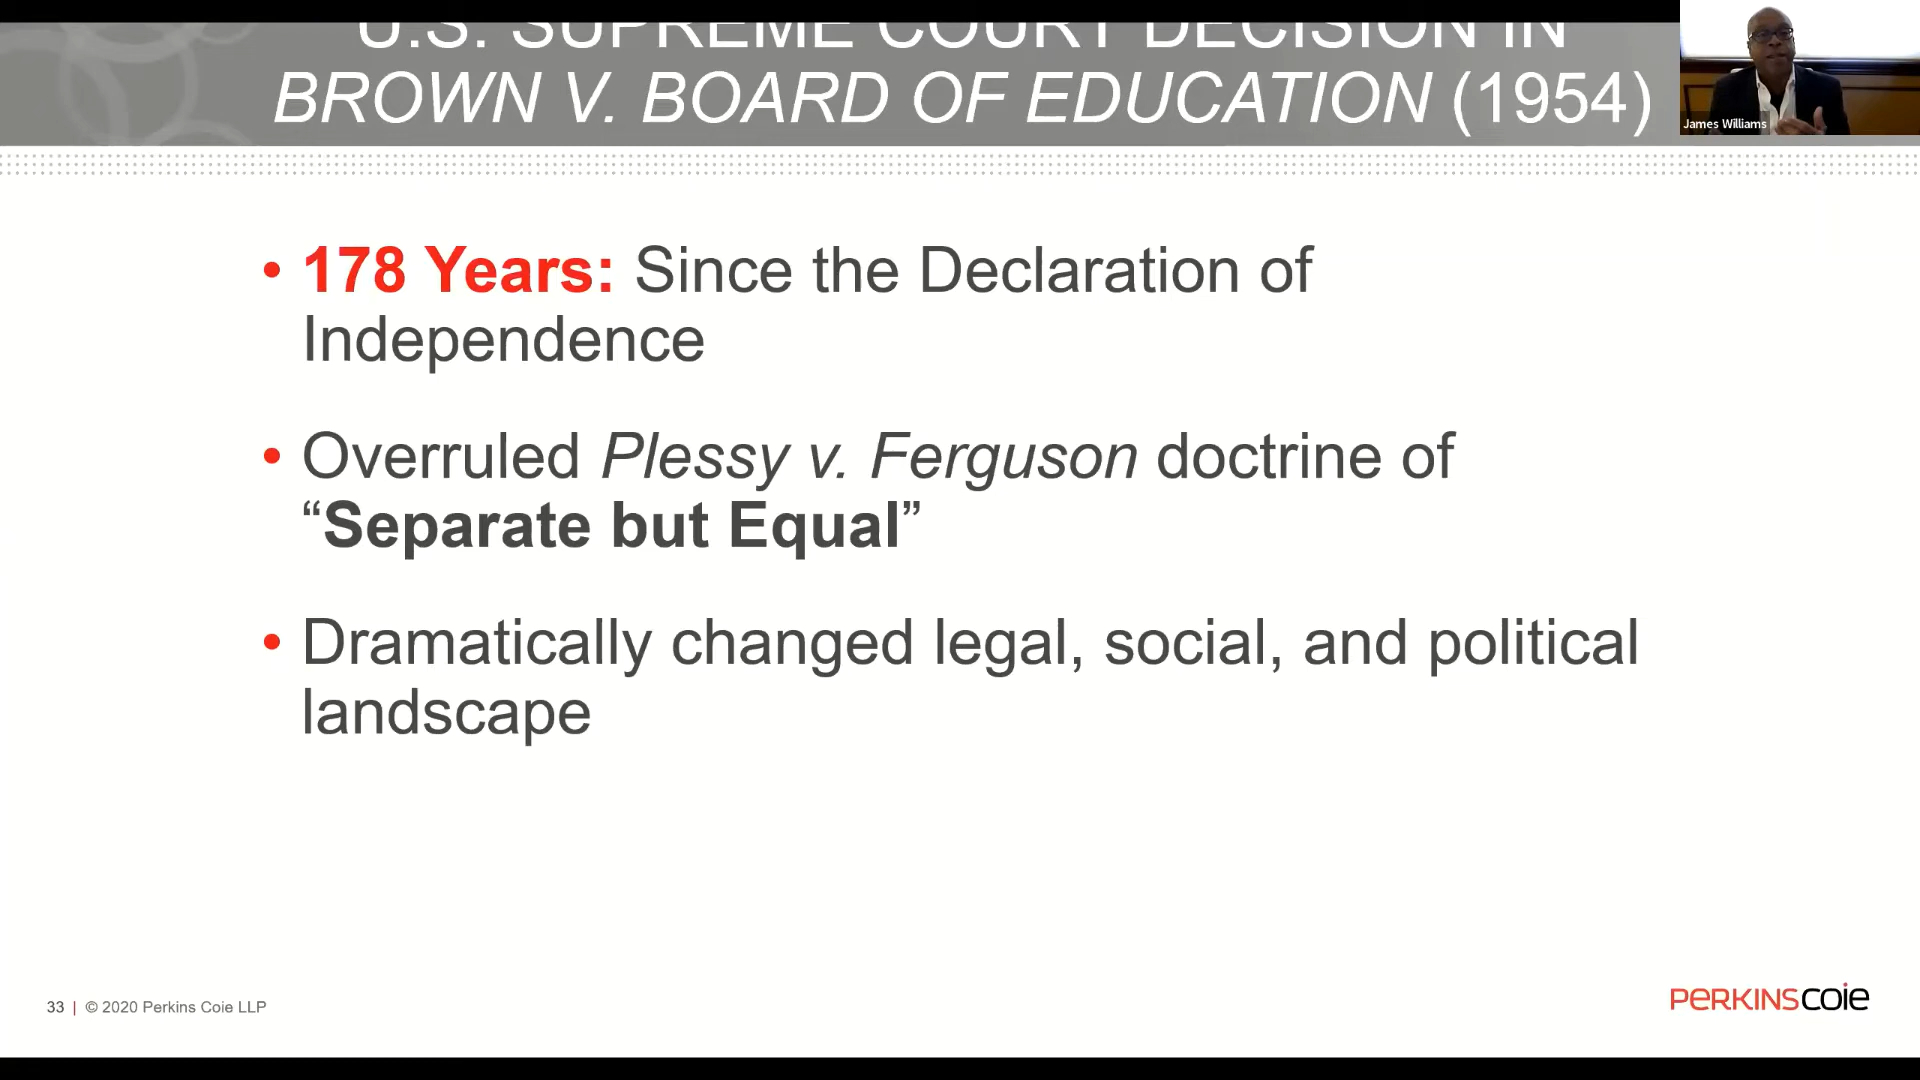 U.S. SUPREME COURT DECISION IN
BROWN V. BOARD OF EDUCATION (1954)
James Williams
• 178 Years: Since the Declaration of
Independence
• Overruled Plessy v. Ferguson doctrine of
“Separate but Equal”
• Dramatically changed legal, social, and political
landscape
33 | © 2020 Perkins Coie LLP
PERKINSCOIE